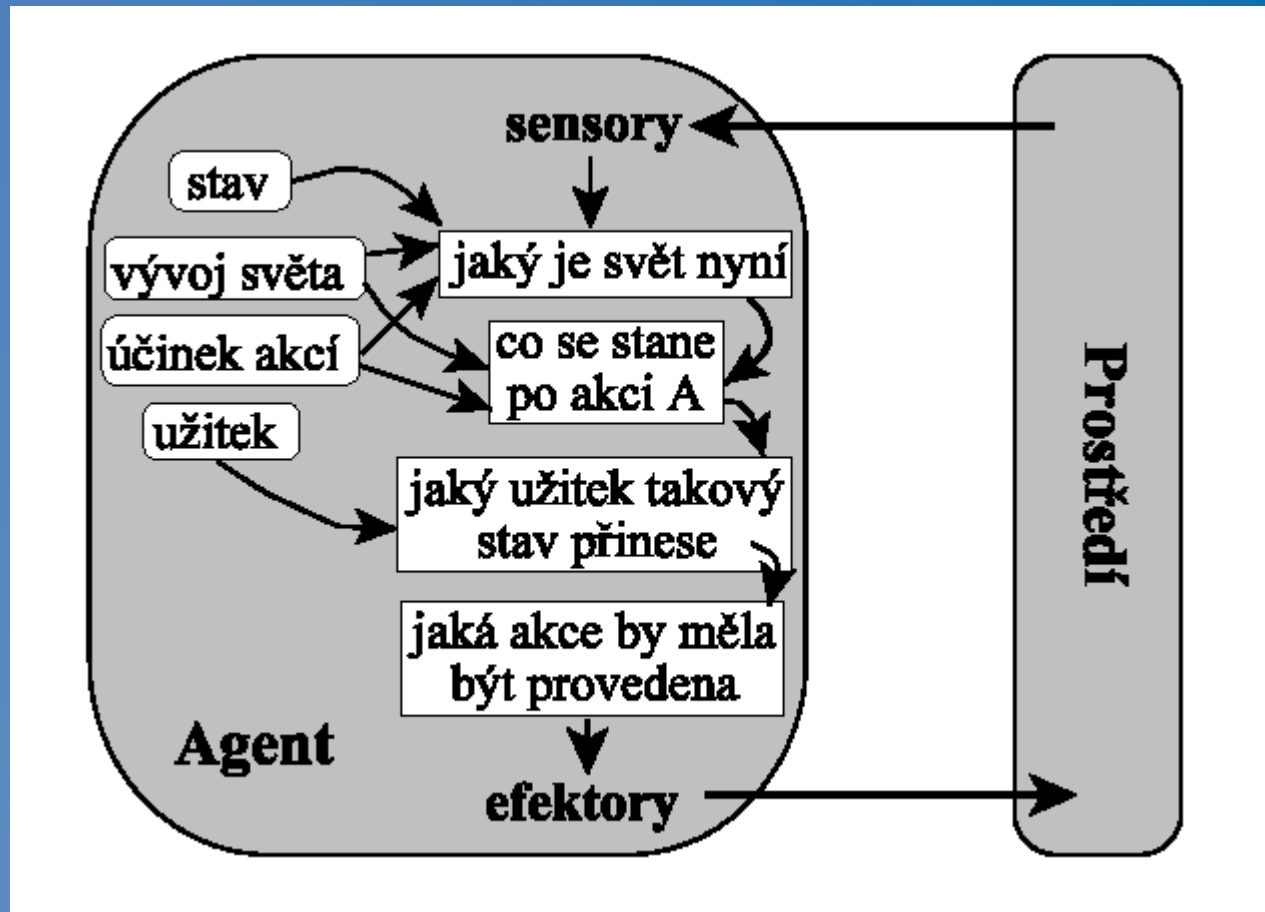 sensory
stav
jaký je svět nyní
vývoj světa
účinek akcí
co se stane
po akci A
užitek
jaký užitek takový
stav přinese
jaká akce by měla
být provedena
Agent
efektory
Prostředí